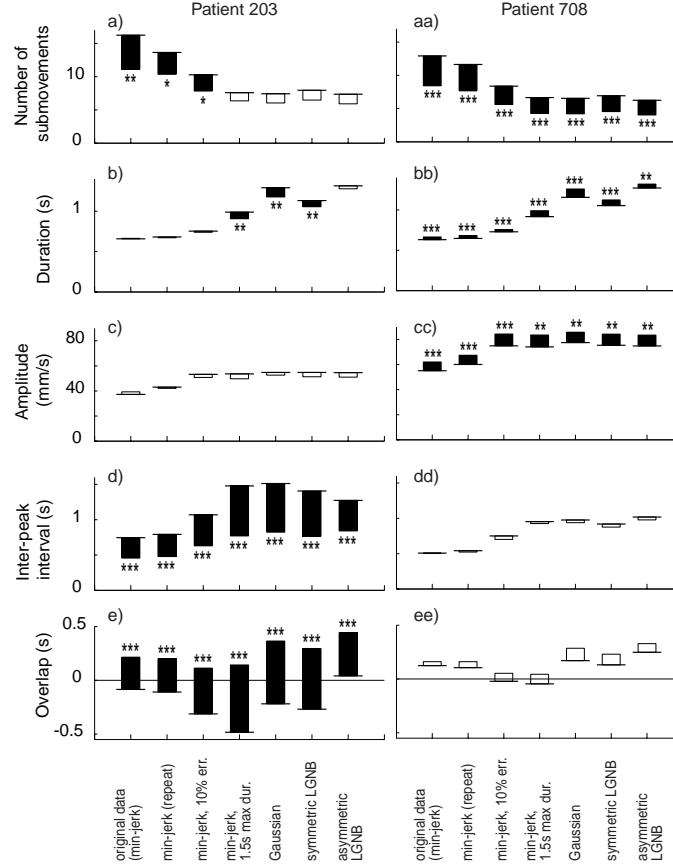 Patient 203
Patient 708
a)
aa)
Number of
submovements
10
0
**
*
*
***
***
***
***
***
***
***
b)
bb)
Duration (s)
1
0
**
**
**
***
***
***
***
***
***
**
c)
cc)
Amplitude
(mm/s)
80
40
0
***
***
***
**
**
**
**
d)
dd)
Inter-peak
interval (s)
1
0
***
***
***
***
***
***
***
e)
ee)
Overlap (s)
0.5
0
-0.5
***
***
***
***
***
***
***
original data
(min-jerk)
min-jerk (repeat)
min-jerk, 10% err.
min-jerk,
1.5s max dur.
Gaussian
symmetric LGNB
asymmetric
LGNB
original data
(min-jerk)
min-jerk (repeat)
min-jerk, 10% err.
min-jerk,
1.5s max dur.
Gaussian
symmetric LGNB
asymmetric
LGNB